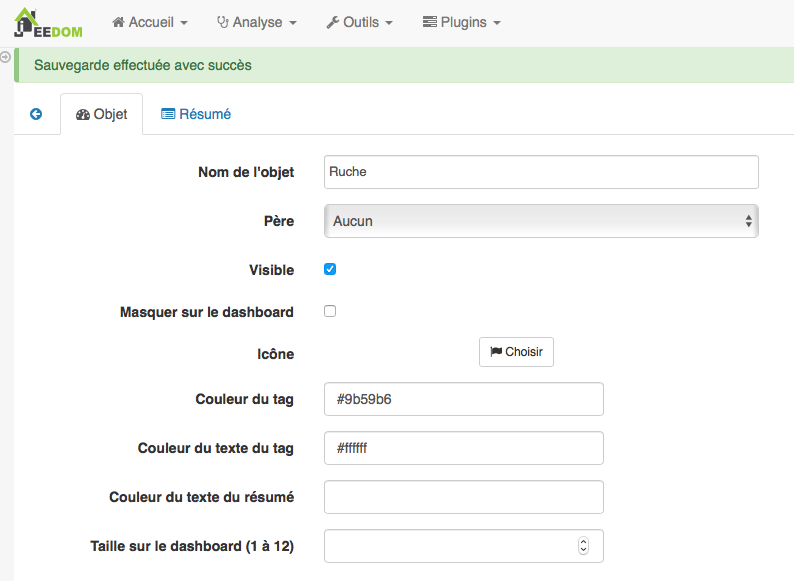 JEEDOM Accueil Analyse Outils Plugins
Sauvegarde effectuée avec succès
Objet Résumé
Nom de l'objet Ruche
Père Aucun
Visible
Masquer sur le dashboard
Icône Choisir
Couleur du tag #9b59b6
Couleur du texte du tag #ffffff
Couleur du texte du résumé
Taille sur le dashboard (1 à 12)